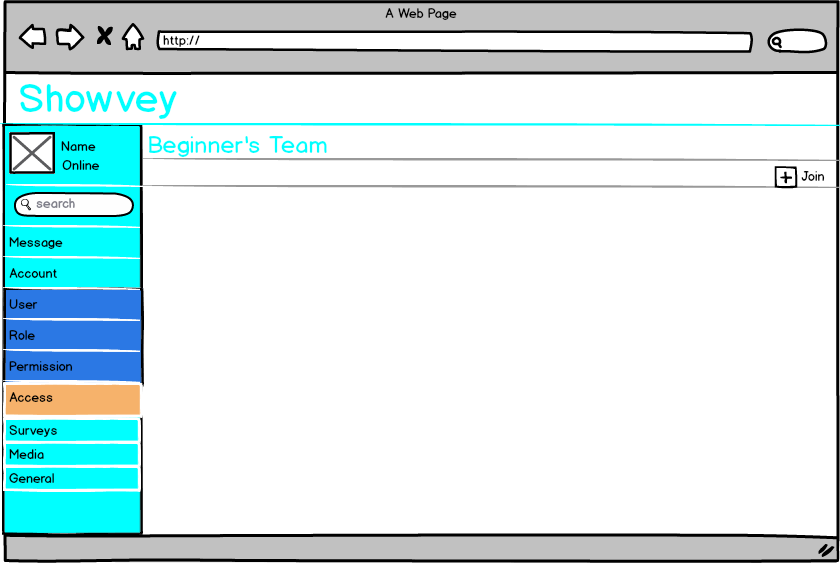 A Web Page
http://
Showvey
Name
Online
Beginner's Team
Join
search
Message
Account
User
Role
Permission
Access
Surveys
Media
General